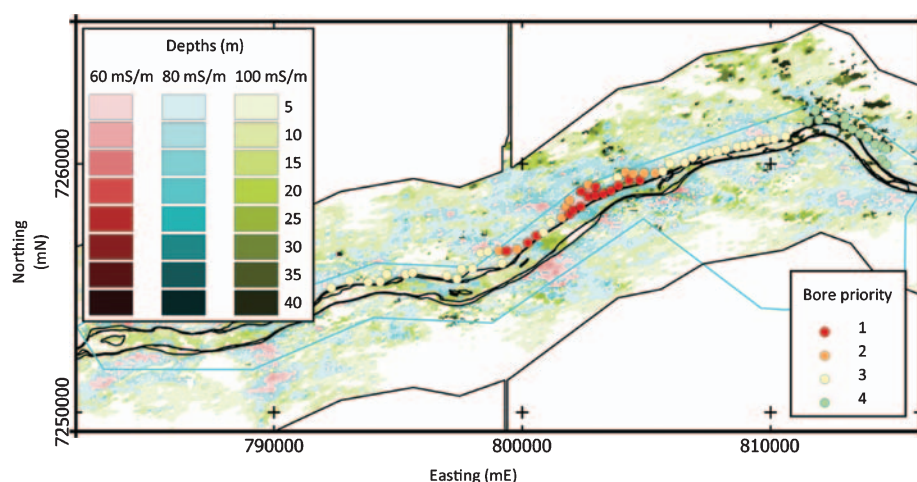 Depths (m)
60 mS/m 80 mS/m 100 mS/m
5
10
15
20
25
30
35
40
Northing
(mN)
7260000
7250000
Bore priority
1
2
3
4
790000 800000 810000
Easting (mE)